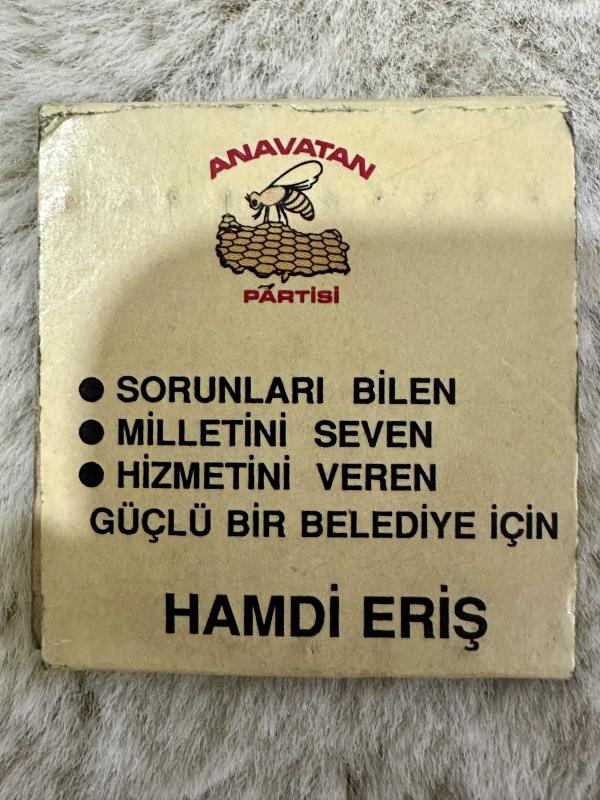 ANAVATAN
PARTİSİ
● SORUNLARI BİLEN
● MİLLETİNİ SEVEN
● HİZMETİNİ VEREN
GÜÇLÜ BİR BELEDİYE İÇİN
HAMDİ ERİŞ